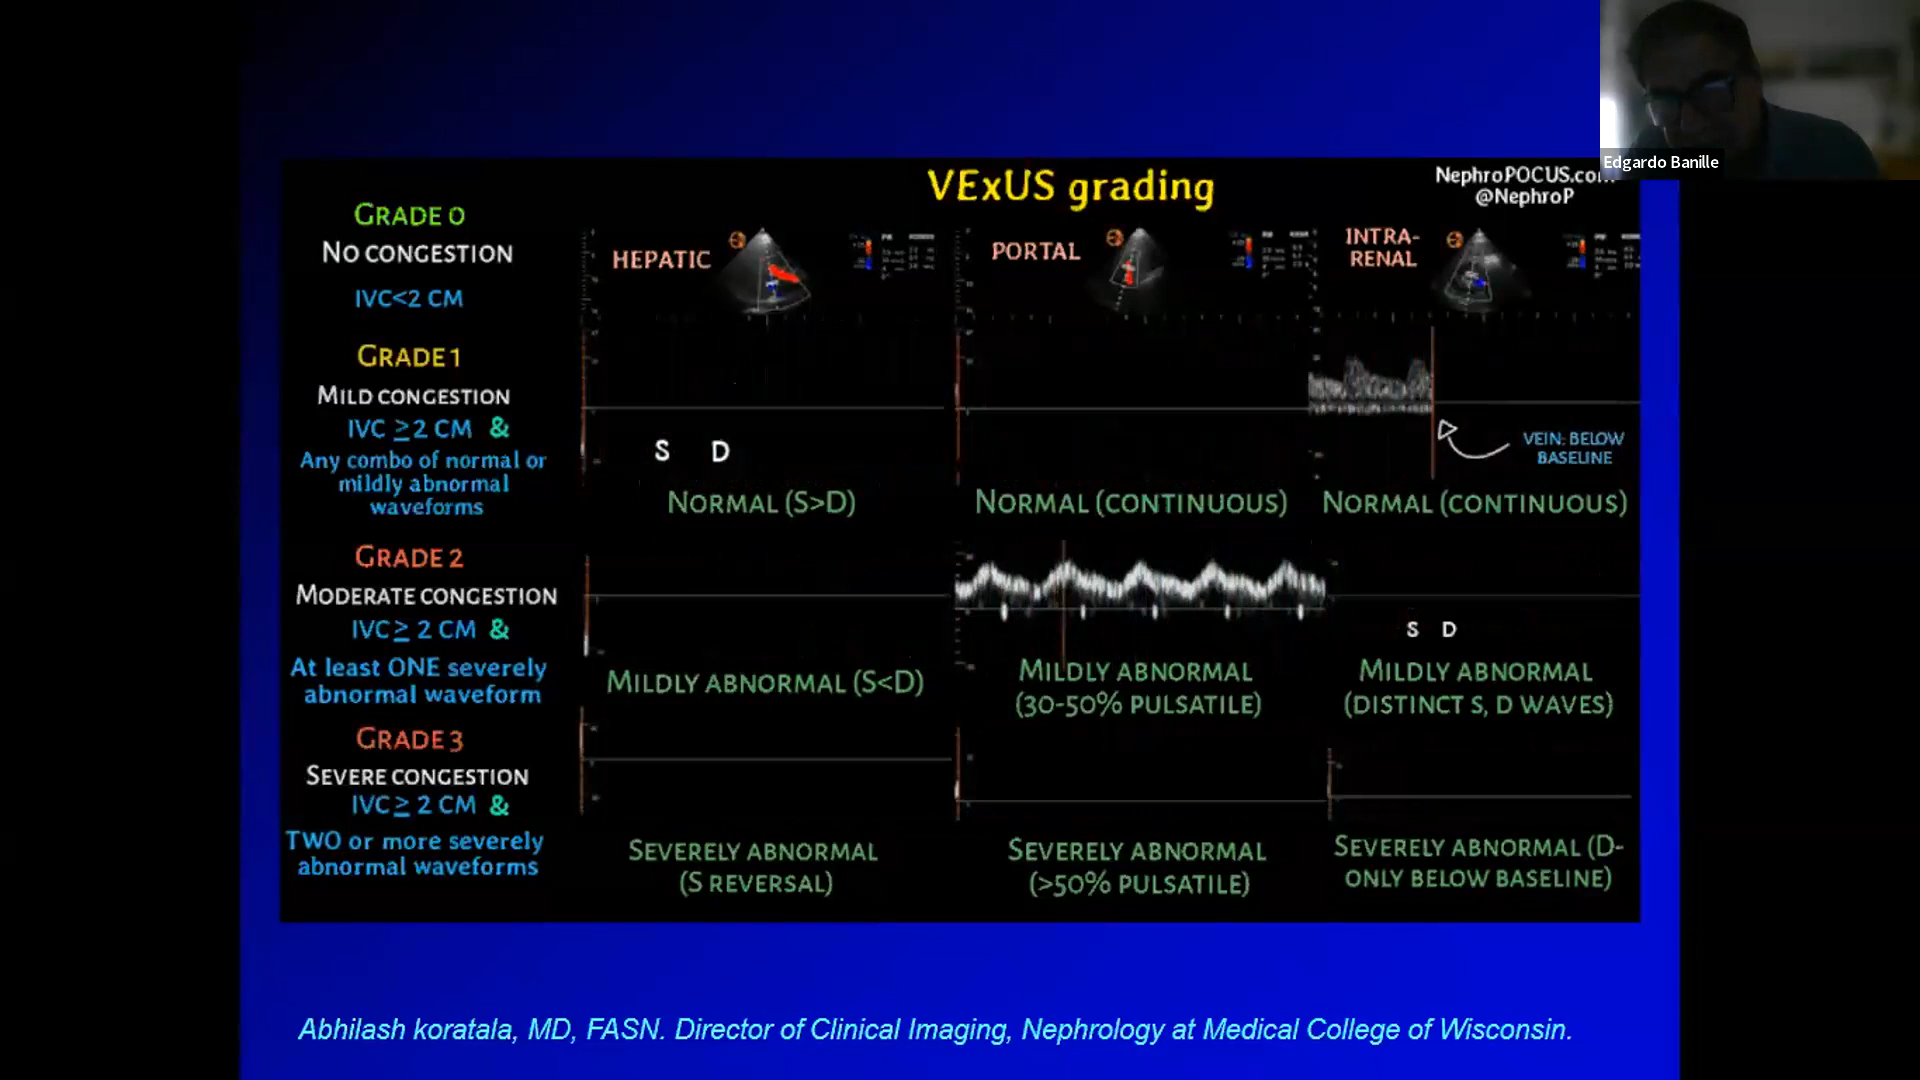 Edgardo Banille
VExUS grading
NephroPOCUS.com
@NephroP
GRADE 0
NO CONGESTION
IVC<2 CM
GRADE 1
MILD CONGESTION
IVC ≥2 CM &
Any combo of normal or
mildly abnormal
waveforms
GRADE 2
MODERATE CONGESTION
IVC ≥ 2 CM &
At least ONE severely
abnormal waveform
GRADE 3
SEVERE CONGESTION
IVC ≥ 2 CM &
TWO or more severely
abnormal waveforms
HEPATIC
S D
NORMAL (S>D)
MILDLY ABNORMAL (S<D)
SEVERELY ABNORMAL
(S REVERSAL)
PORTAL
NORMAL (CONTINUOUS)
MILDLY ABNORMAL
(30-50% PULSATILE)
SEVERELY ABNORMAL
(>50% PULSATILE)
INTRA-
RENAL
VEIN: BELOW
BASELINE
NORMAL (CONTINUOUS)
S D
MILDLY ABNORMAL
(DISTINCT S, D WAVES)
SEVERELY ABNORMAL (D-
ONLY BELOW BASELINE)
Abhilash koratala, MD, FASN. Director of Clinical Imaging, Nephrology at Medical College of Wisconsin.